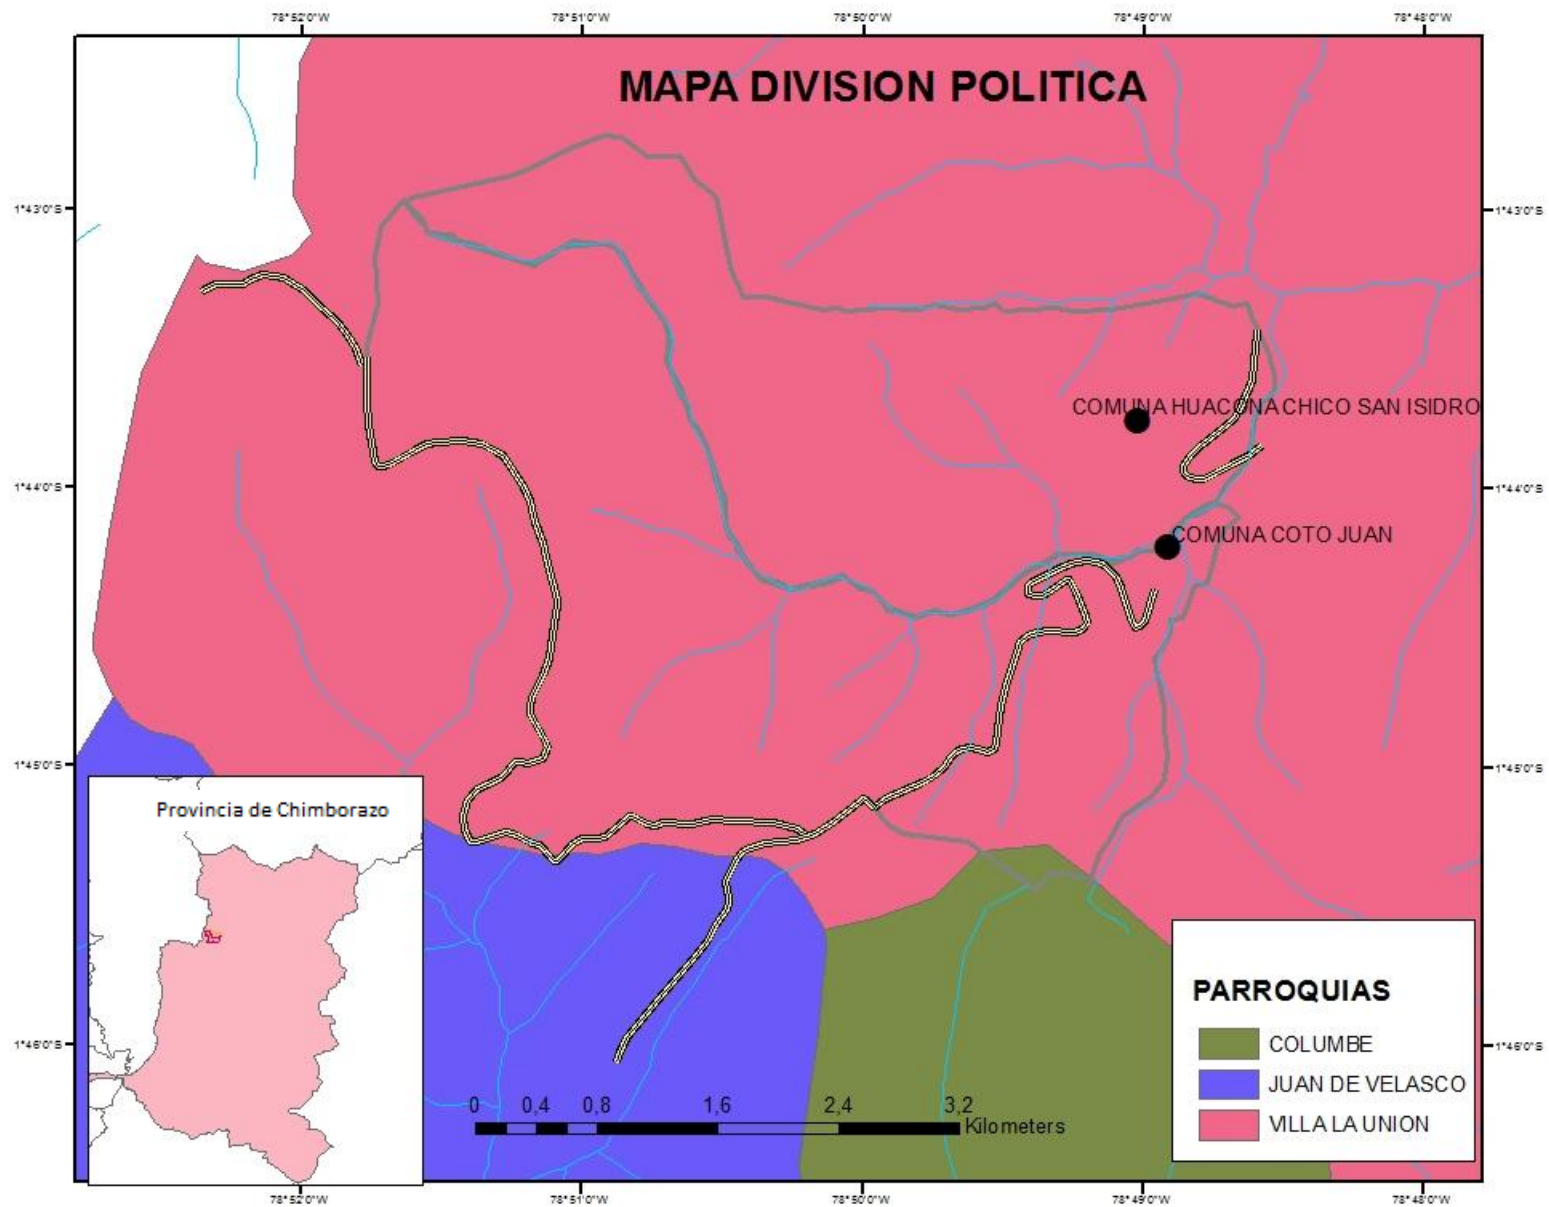 78°52'0"W 78°51'0"W 78°50'0"W 78°49'0"W 78°48'0"W
MAPA DIVISION POLITICA
1°43'0"S 1°43'0"S
COMUNA HUACONA CHICO SAN ISIDRO
1°44'0"S 1°44'0"S
COMUNA COTO JUAN
1°45'0"S 1°45'0"S
Provincia de Chimborazo
PARROQUIAS
COLUMBE
1°46'0"S 1°46'0"S
JUAN DE VELASCO
0 0,4 0,8 1,6 2,4 3,2
Kilometers
VILLA LA UNION
78°52'0"W 78°51'0"W 78°50'0"W 78°49'0"W 78°48'0"W